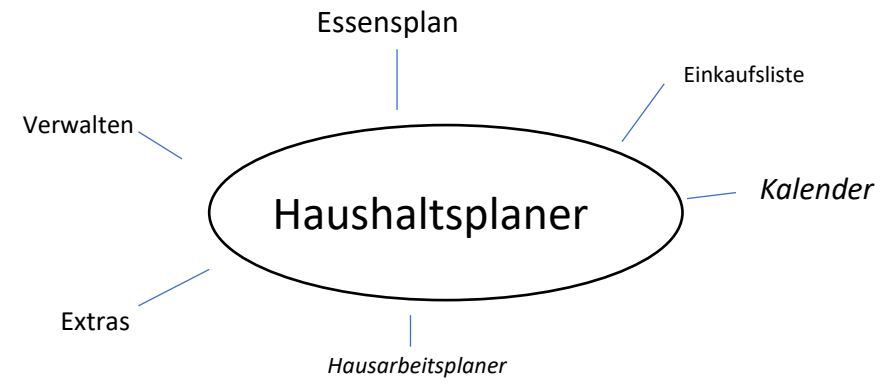 Essensplan
Einkaufsliste
Verwalten
Kalender
Haushaltsplaner
Extras
Hausarbeitsplaner